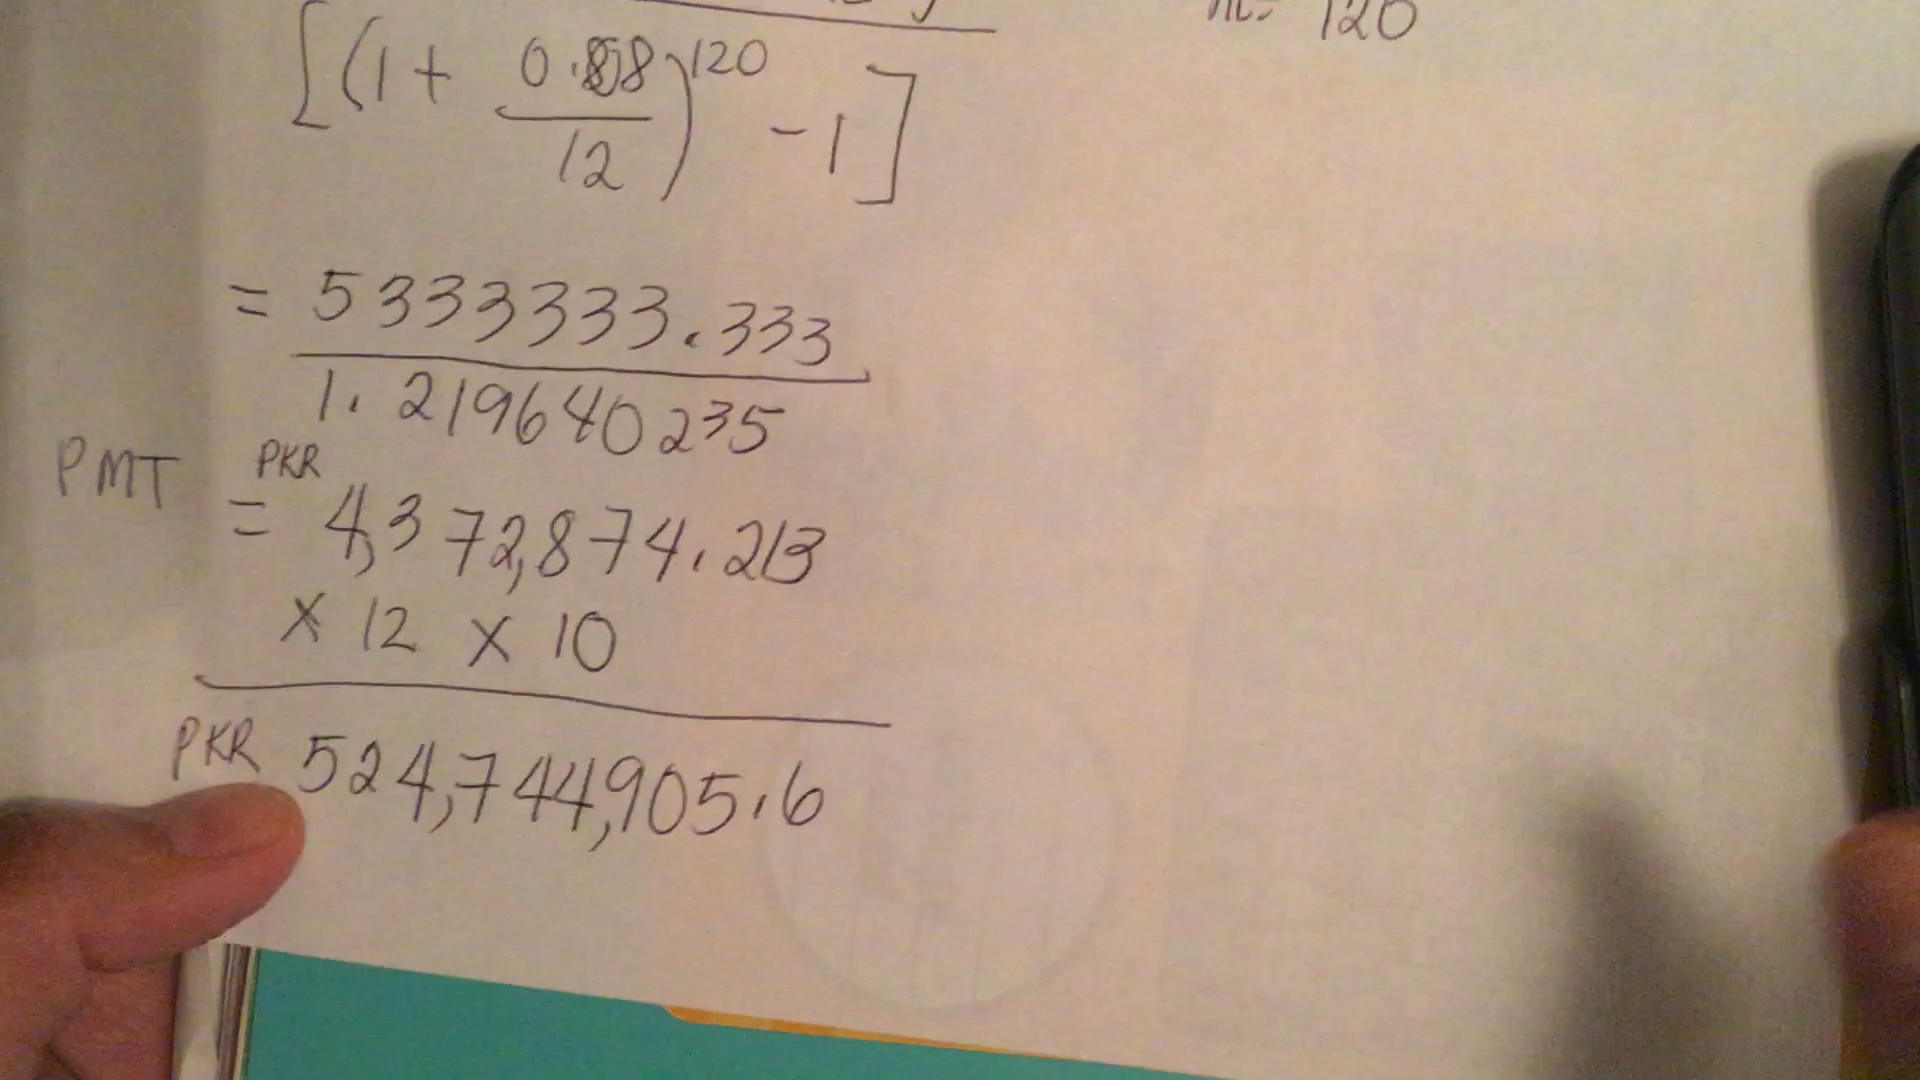 = 120
[(1 + 0.08 / 12)^120 - 1]
= 5333333.333
1.219640235
PMT = PKR 4,372,874.213
x 12 x 10
PKR 524,744,905.6